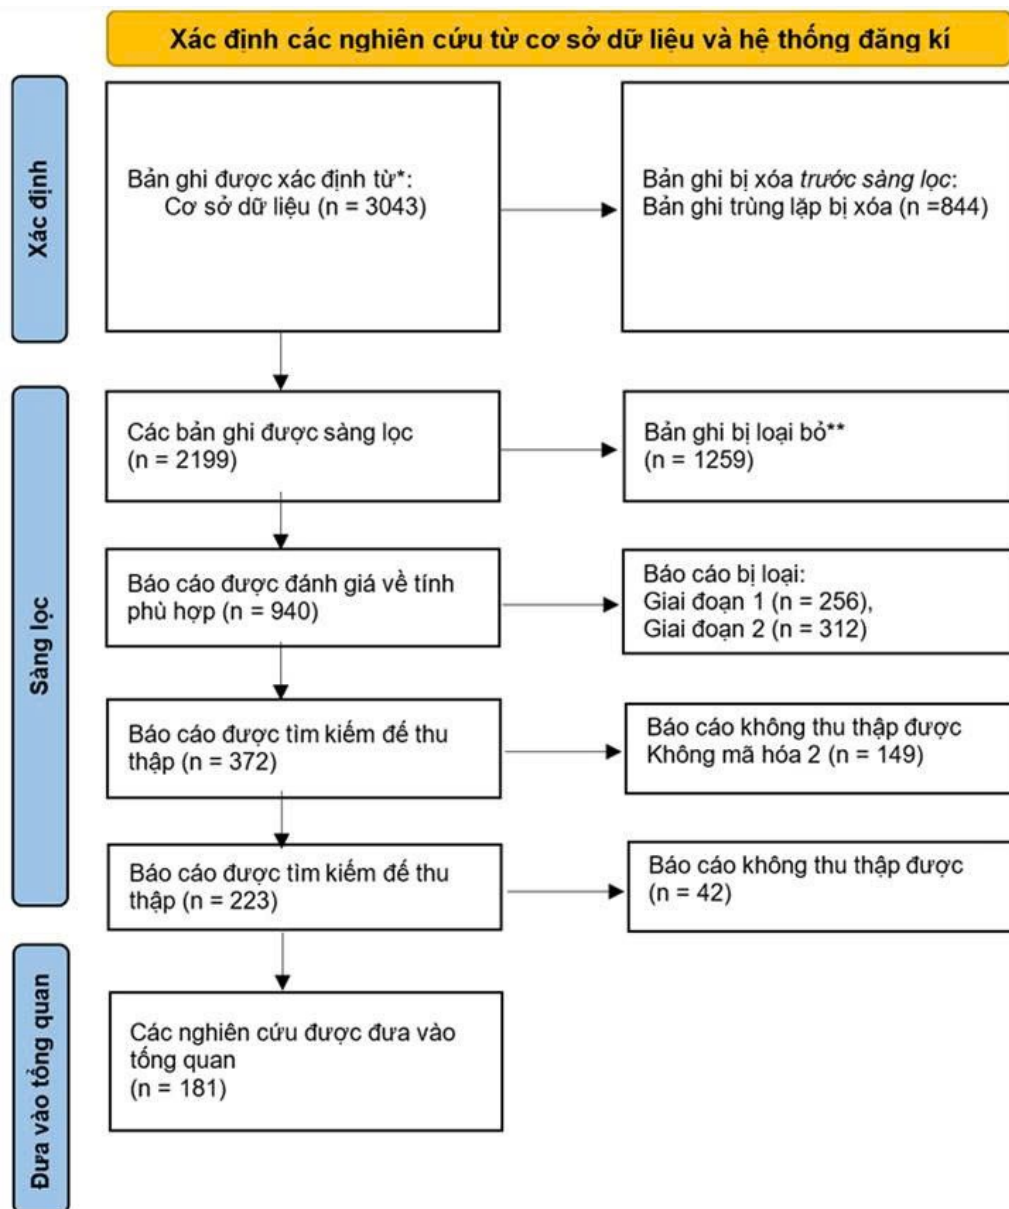 Xác định các nghiên cứu từ cơ sở dữ liệu và hệ thống đăng kí
Xác định
Bản ghi được xác định từ*:
Cơ sở dữ liệu (n = 3043)
Bản ghi bị xóa trước sàng lọc:
Bản ghi trùng lặp bị xóa (n =844)
Sàng lọc
Các bản ghi được sàng lọc
(n = 2199)
Bản ghi bị loại bỏ**
(n = 1259)
Báo cáo được đánh giá về tính
phù hợp (n = 940)
Báo cáo bị loại:
Giai đoạn 1 (n = 256),
Giai đoạn 2 (n = 312)
Báo cáo được tìm kiếm để thu
thập (n = 372)
Báo cáo không thu thập được
Không mã hóa 2 (n = 149)
Báo cáo được tìm kiếm để thu
thập (n = 223)
Báo cáo không thu thập được
(n = 42)
Đưa vào tổng quan
Các nghiên cứu được đưa vào
tổng quan
(n = 181)